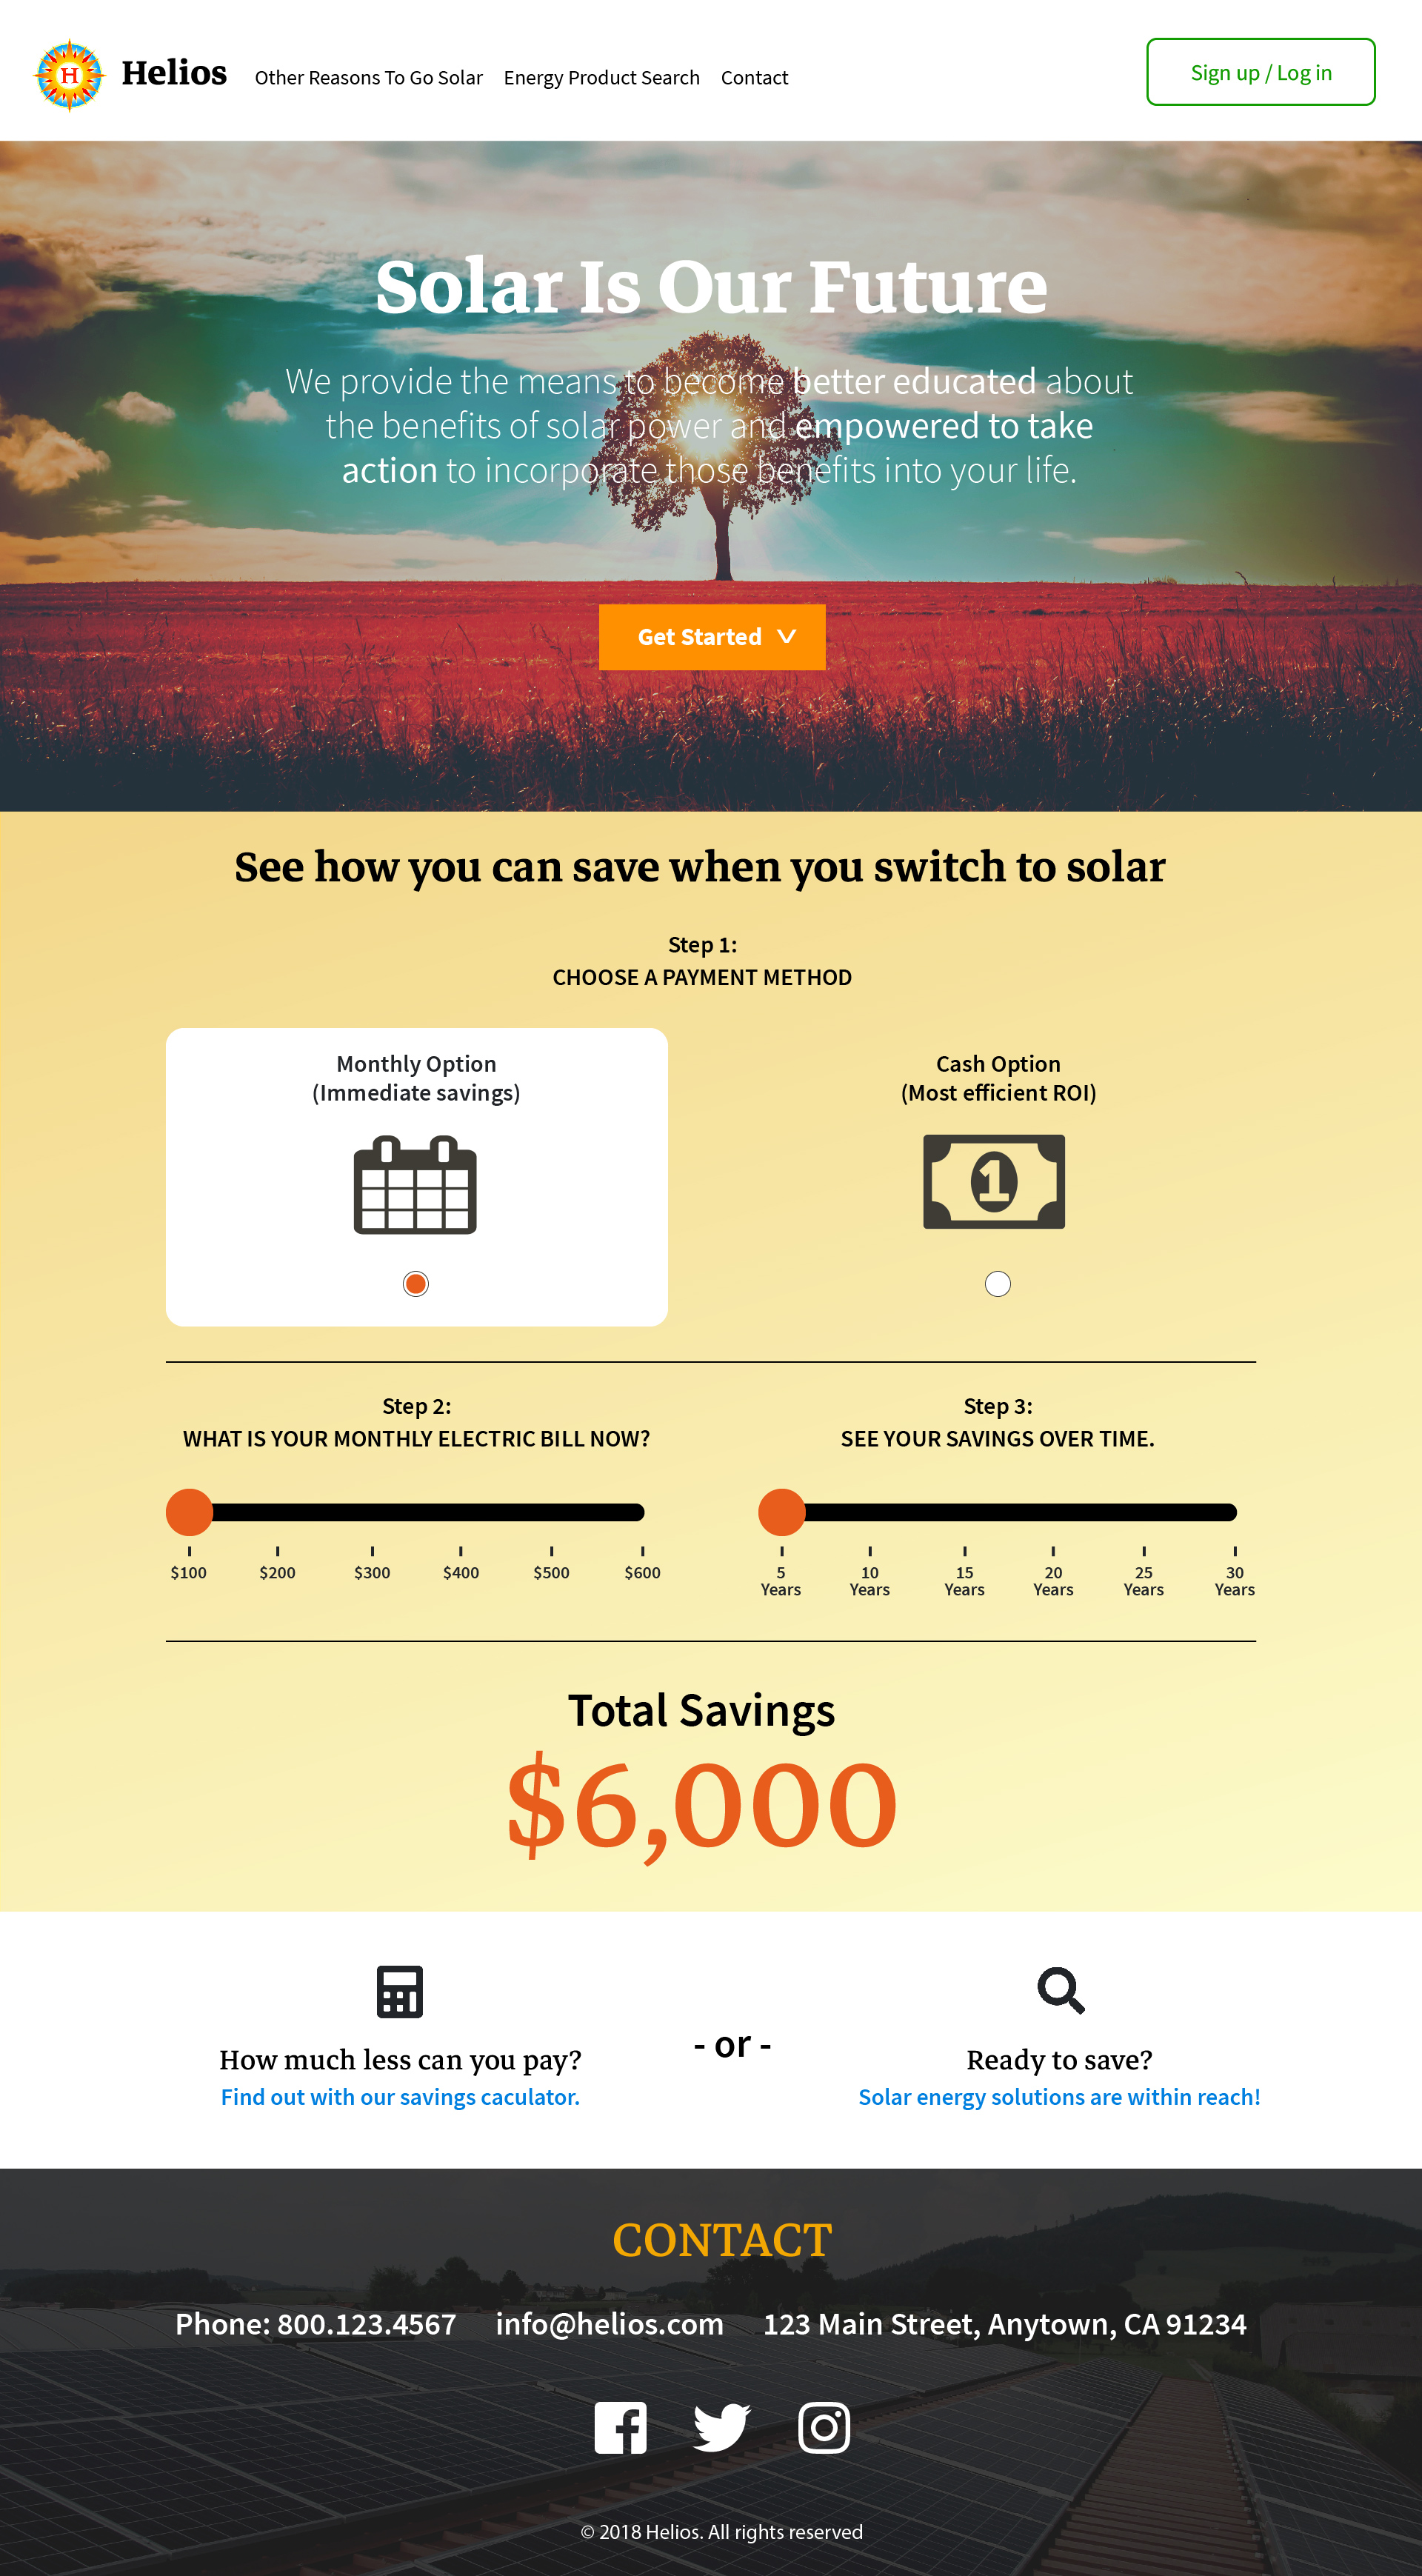 H
Helios
Other Reasons To Go Solar
Energy Product Search
Contact
Sign up / Log in
Solar Is Our Future
We provide the means to become better educated about
the benefits of solar power and empowered to take
action to incorporate those benefits into your life.
Get Started
See how you can save when you switch to solar
Step 1:
CHOOSE A PAYMENT METHOD
Monthly Option
(Immediate savings)
Cash Option
(Most efficient ROI)
1
Step 2:
WHAT IS YOUR MONTHLY ELECTRIC BILL NOW?
$100 $200 $300 $400 $500 $600
Step 3:
SEE YOUR SAVINGS OVER TIME.
5 10 15 20 25 30
Years Years Years Years Years Years
Total Savings
$6,000
How much less can you pay?
Find out with our savings caculator.
- or -
Ready to save?
Solar energy solutions are within reach!
CONTACT
Phone: 800.123.4567 info@helios.com 123 Main Street, Anytown, CA 91234
© 2018 Helios. All rights reserved